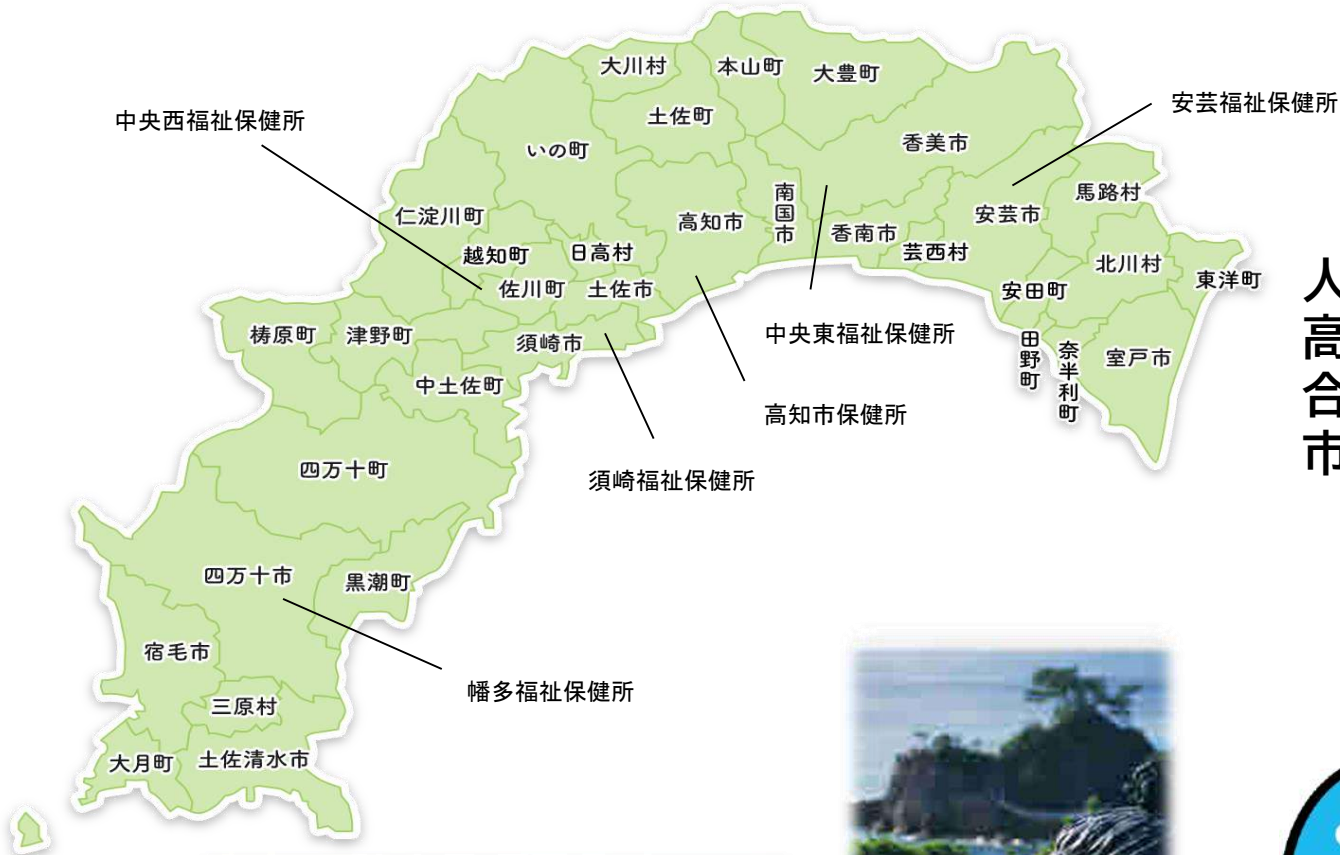 大川村
本山町
大豊町
土佐町
安芸福祉保健所
中央西福祉保健所
いの町
香美市
馬路村
仁淀川町
高知市
南国市
香南市
安芸市
芸西村
越知町
日高村
北川村
東洋町
佐川町
土佐市
安田町
梼原町
津野町
須崎市
中央東福祉保健所
田野町
奈半利町
室戸市
中土佐町
高知市保健所
四万十町
須崎福祉保健所
四万十市
黒潮町
宿毛市
幡多福祉保健所
三原村
大月町
土佐清水市
人
高
合
市